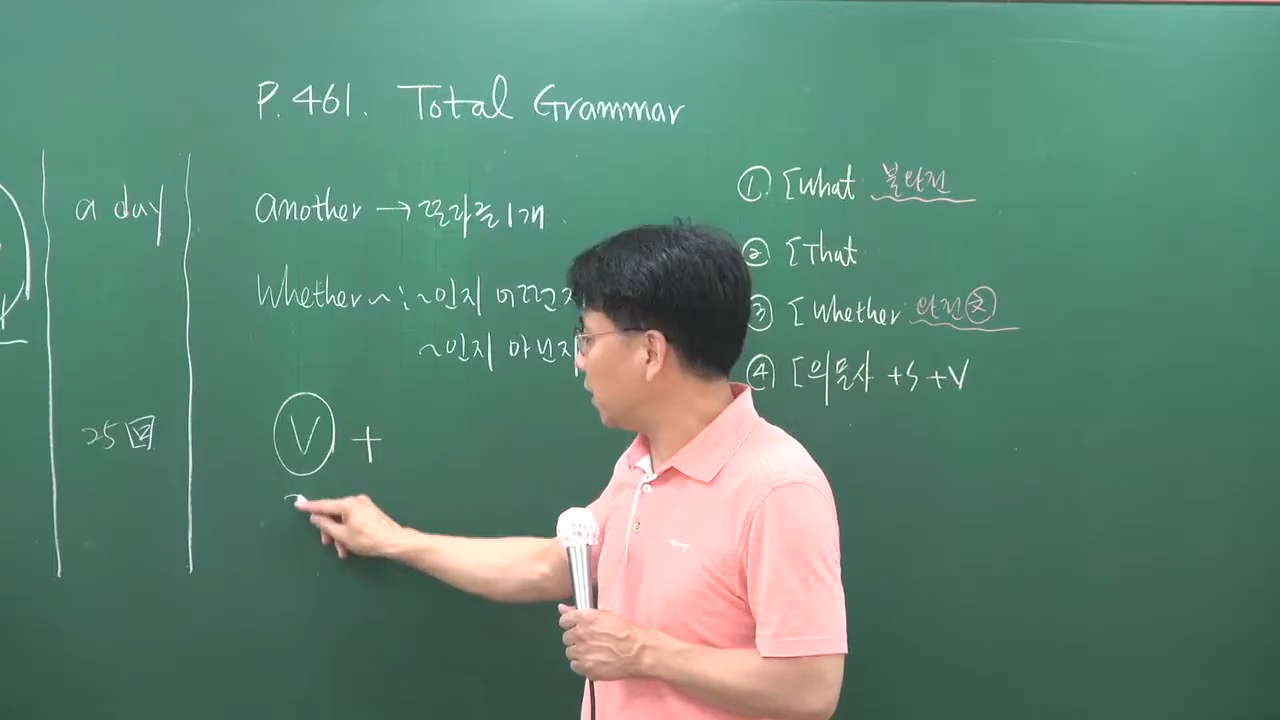 P. 461. Total Grammar
a day
25回
another → 또다른 1개
Whether ~ : ~인지 어떤지
~인지 아닌지
V +
① [What 불완전
② [That
③ [Whether 완전文
④ [의문사 +S +V